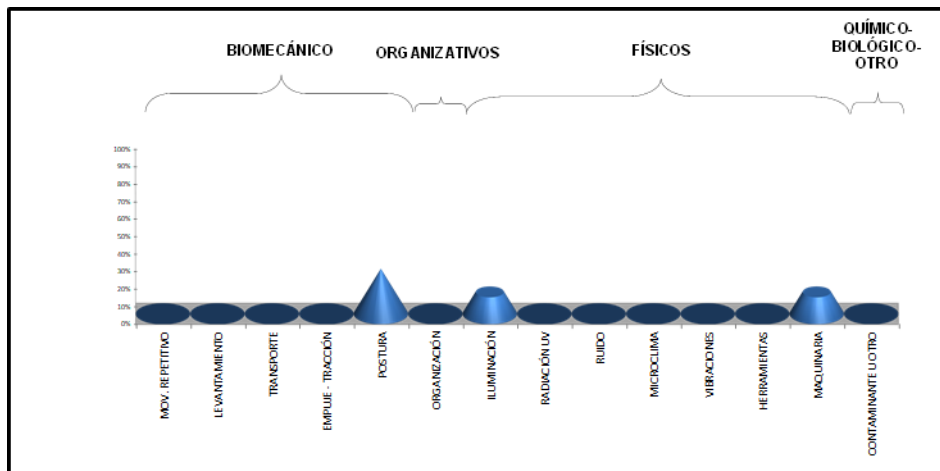 BIOMECÁNICO
ORGANIZATIVOS
FÍSICOS
QUÍMICO-
BIOLÓGICO-
OTRO
100%
90%
80%
70%
60%
50%
40%
30%
20%
10%
0%
MOV. REPETITIVO
LEVANTAMIENTO
TRANSPORTE
EMPUJE - TRACCIÓN
POSTURA
ORGANIZACIÓN
ILUMINACIÓN
RADIACIÓN UV
RUIDO
MICROCLIMA
VIBRACIONES
HERRAMIENTAS
MAQUINARIA
CONTAMINANTE U OTRO